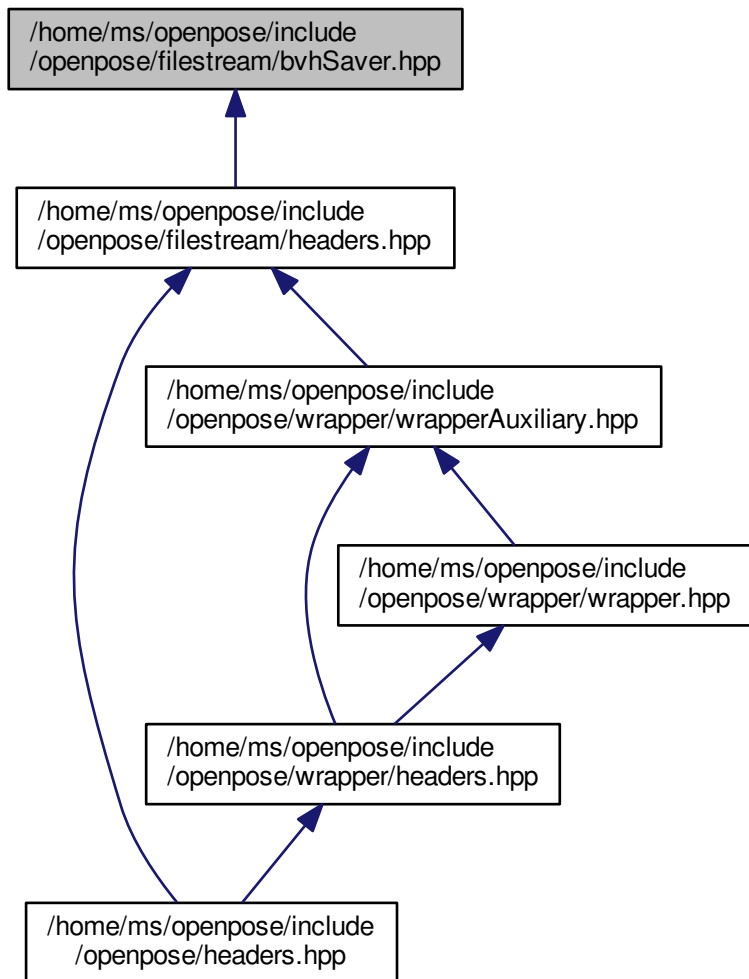 /home/ms/openpose/include
/openpose/filestream/bvhSaver.hpp
/home/ms/openpose/include
/openpose/filestream/headers.hpp
/home/ms/openpose/include
/openpose/wrapper/wrapperAuxiliary.hpp
/home/ms/openpose/include
/openpose/wrapper/wrapper.hpp
/home/ms/openpose/include
/openpose/wrapper/headers.hpp
/home/ms/openpose/include
/openpose/headers.hpp